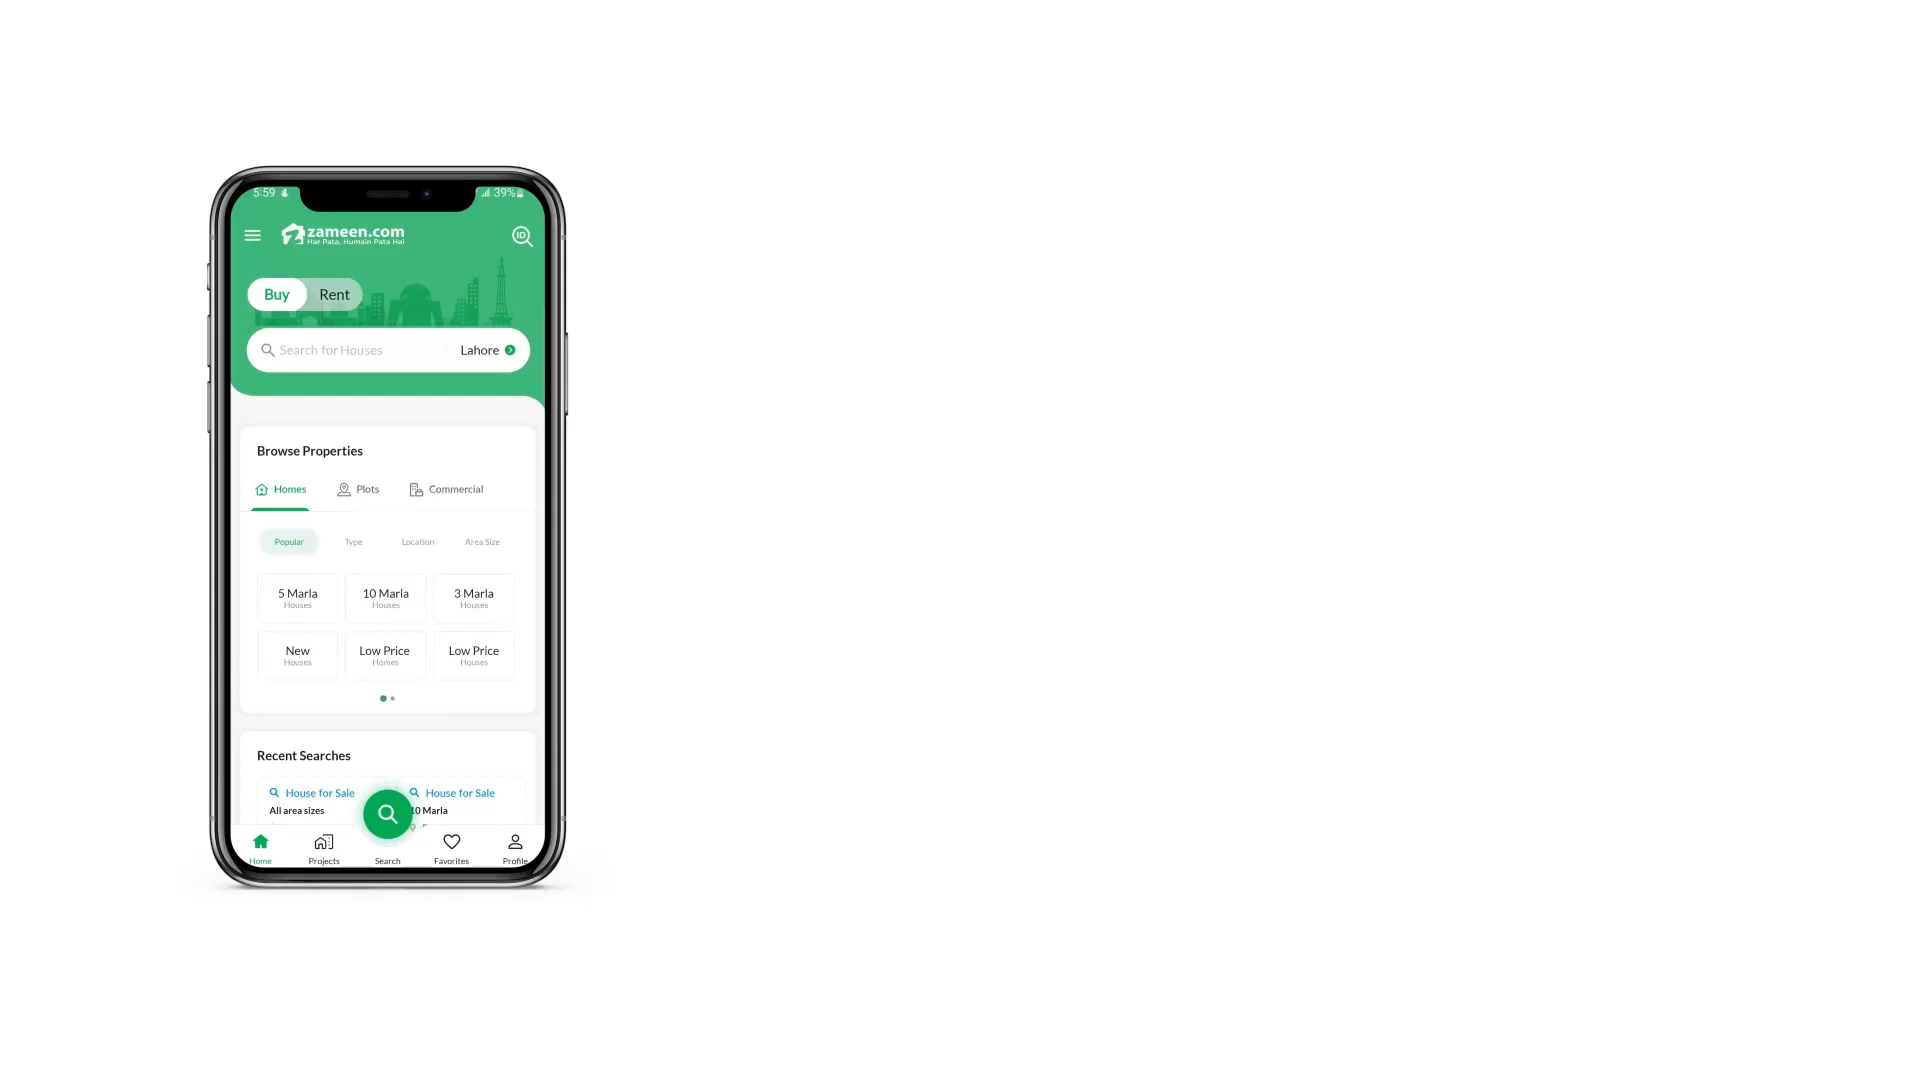 5:59 39%
zameen.com
Har Pata, Humain Pata Hai
ID
Buy Rent
Search for Houses Lahore
Browse Properties
Homes Plots Commercial
Popular Type Location Area Size
5 Marla 10 Marla 3 Marla
Houses Houses Houses
New Low Price Low Price
Houses Homes Houses
Recent Searches
House for Sale House for Sale
All area sizes 10 Marla
Home Projects Search Favorites Profile